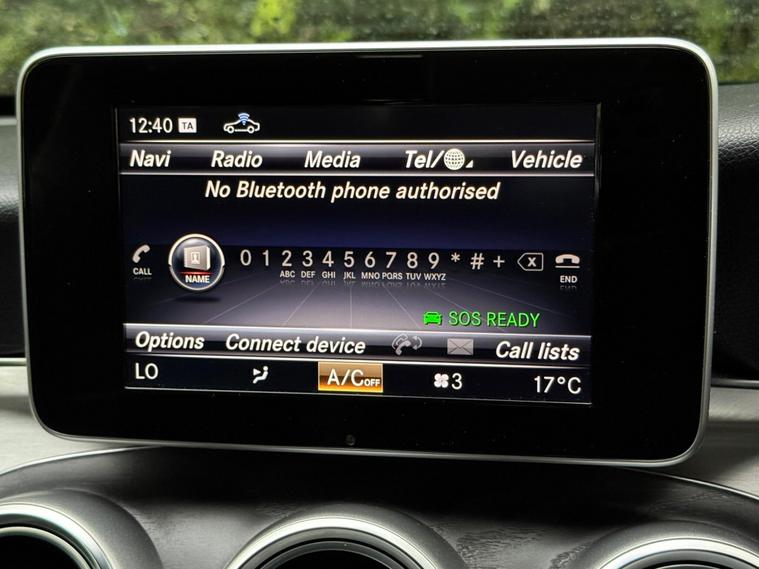 12:40 TA
Navi Radio Media Tel/ Vehicle
No Bluetooth phone authorised
CALL NAME 0 1 2 3 4 5 6 7 8 9 * # + END
ABC DEF GHI JKL MNO PQRS TUV WXYZ
SOS READY
Options Connect device Call lists
LO A/C OFF 3 17°C